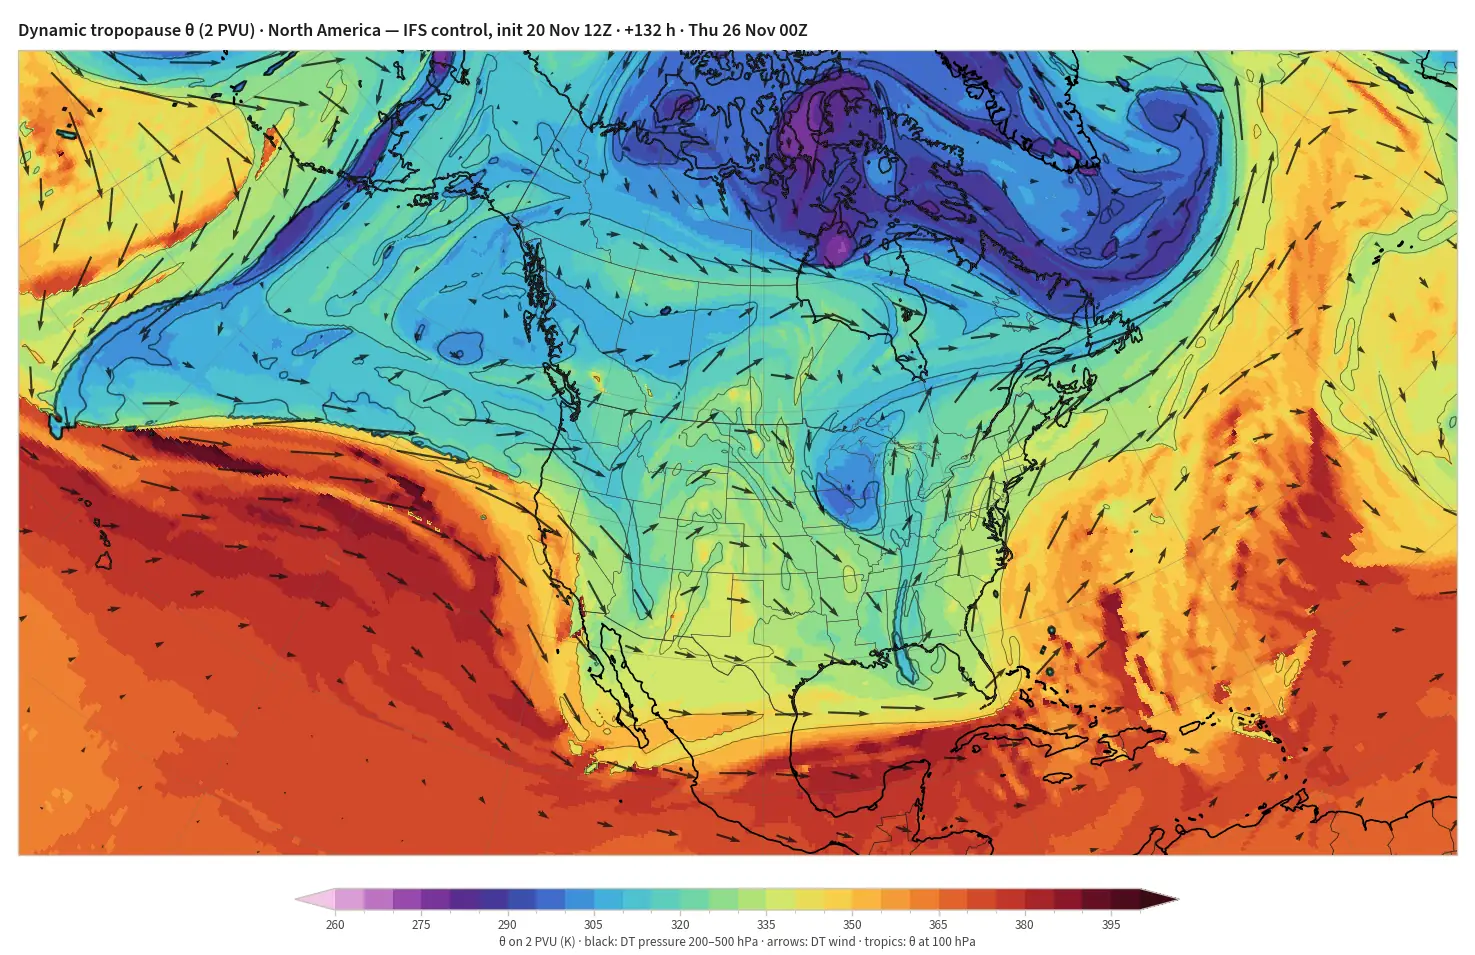 Dynamic tropopause θ (2 PVU) · North America — IFS control, init 20 Nov 12Z · +132 h · Thu 26 Nov 00Z
260 275 290 305 320 335 350 365 380 395
θ on 2 PVU (K) · black: DT pressure 200–500 hPa · arrows: DT wind · tropics: θ at 100 hPa